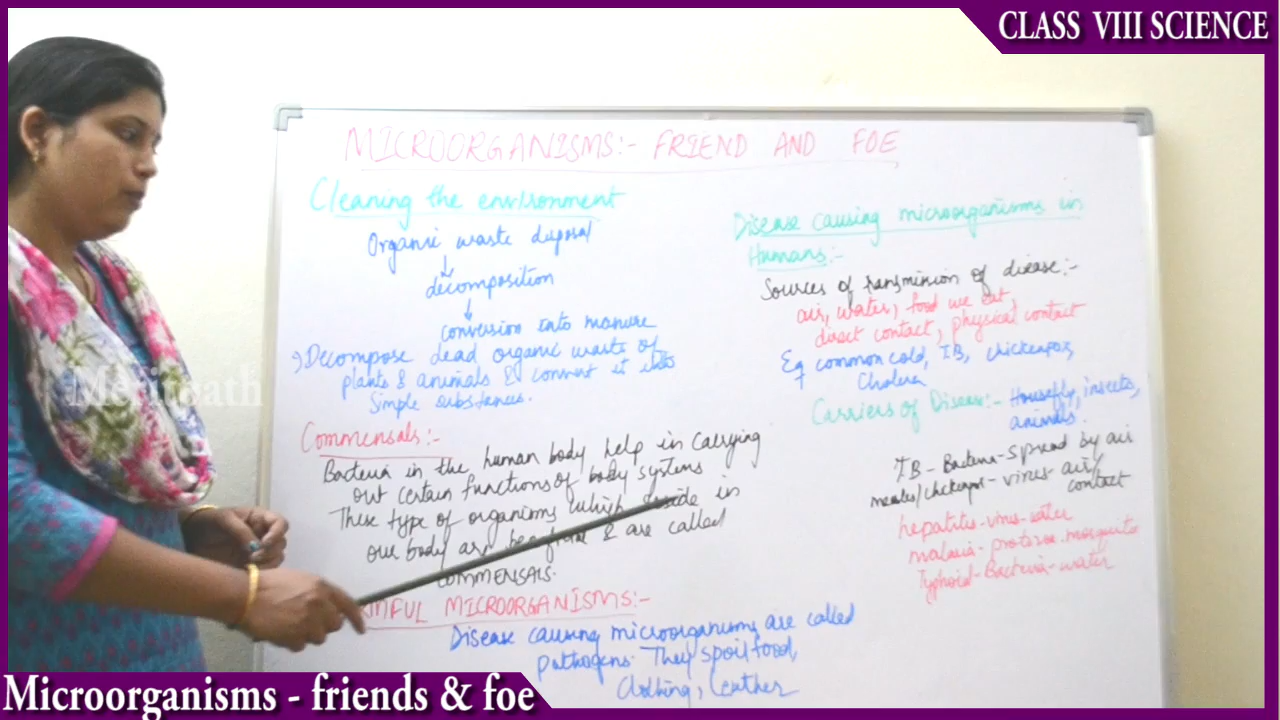 CLASS VIII SCIENCE
MICROORGANISMS:- FRIEND AND FOE
Cleaning the environment
Organic waste disposal
↓
decomposition
↓
conversion into manure
Decompose dead organic waste of
plants & animals & convert it into
Simple substances.
Commensals:-
Bacteria in the human body help in carrying
out certain functions of body systems
These type of organisms which in
our body are & are called
COMMENSALS.
MICROORGANISMS:-
Disease causing microorganisms are called
pathogens. They spoil food,
Clothing, Leather
Disease causing microorganisms in
Humans:-
Sources of transmission of disease:-
air, water, food we eat,
direct contact, physical contact
Eg common cold, TB, chickenpox,
Cholera
Carriers of Disease:- Housefly, insects,
animals.
TB - Bacteria - Spread by air
measles/chickenpox - virus air/
contact
hepatitis - virus - water
malaria - protozoa - mosquito
Typhoid - Bacteria - water
Meritpath
Microorganisms - friends & foe